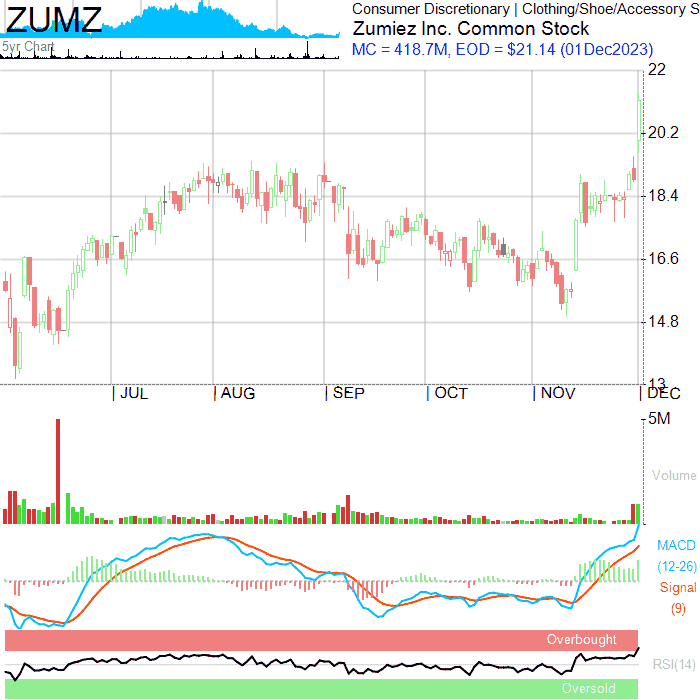 ZUMZ
5yr Chart
Consumer Discretionary | Clothing/Shoe/Accessory S
Zumiez Inc. Common Stock
MC = 418.7M, EOD = $21.14 (01Dec2023)
22
20.2
18.4
16.6
14.8
13
JUL
AUG
SEP
OCT
NOV
DEC
5M
Volume
MACD
(12-26)
Signal
(9)
Overbought
RSI(14)
Oversold